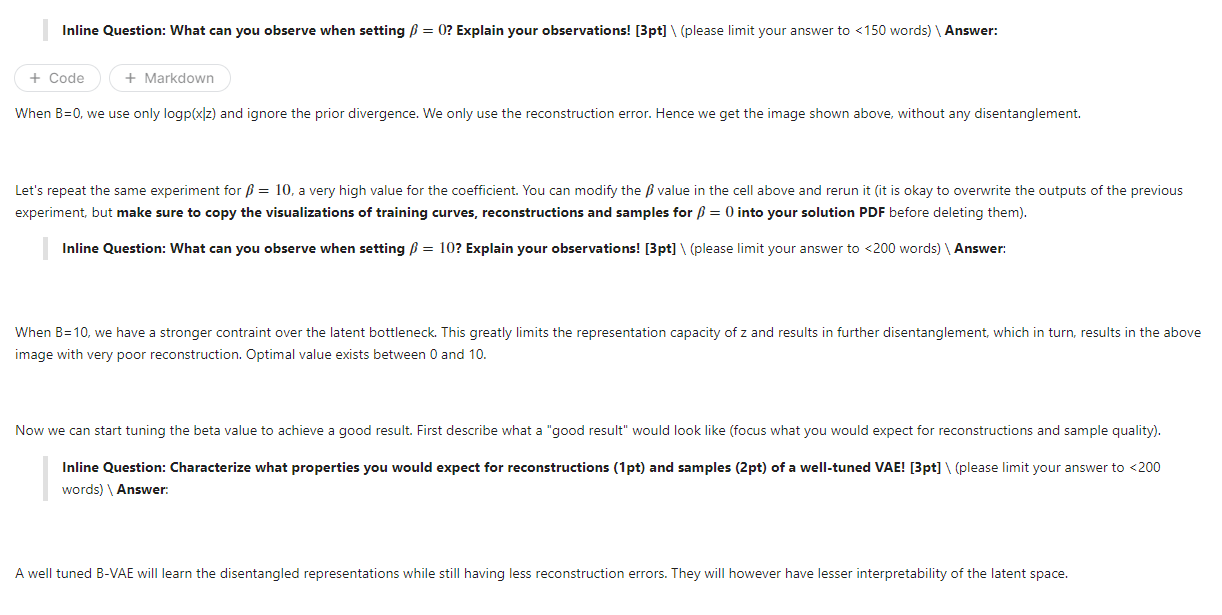 Inline Question: What can you observe when setting β = 0? Explain your observations! [3pt] \ (please limit your answer to <150 words) \ Answer:
+ Code + Markdown
When B=0, we use only logp(x|z) and ignore the prior divergence. We only use the reconstruction error. Hence we get the image shown above, without any disentanglement.
Let's repeat the same experiment for β = 10, a very high value for the coefficient. You can modify the β value in the cell above and rerun it (it is okay to overwrite the outputs of the previous
experiment, but make sure to copy the visualizations of training curves, reconstructions and samples for β = 0 into your solution PDF before deleting them).
Inline Question: What can you observe when setting β = 10? Explain your observations! [3pt] \ (please limit your answer to <200 words) \ Answer:
When B=10, we have a stronger contraint over the latent bottleneck. This greatly limits the representation capacity of z and results in further disentanglement, which in turn, results in the above
image with very poor reconstruction. Optimal value exists between 0 and 10.
Now we can start tuning the beta value to achieve a good result. First describe what a "good result" would look like (focus what you would expect for reconstructions and sample quality).
Inline Question: Characterize what properties you would expect for reconstructions (1pt) and samples (2pt) of a well-tuned VAE! [3pt] \ (please limit your answer to <200
words) \ Answer:
A well tuned B-VAE will learn the disentangled representations while still having less reconstruction errors. They will however have lesser interpretability of the latent space.